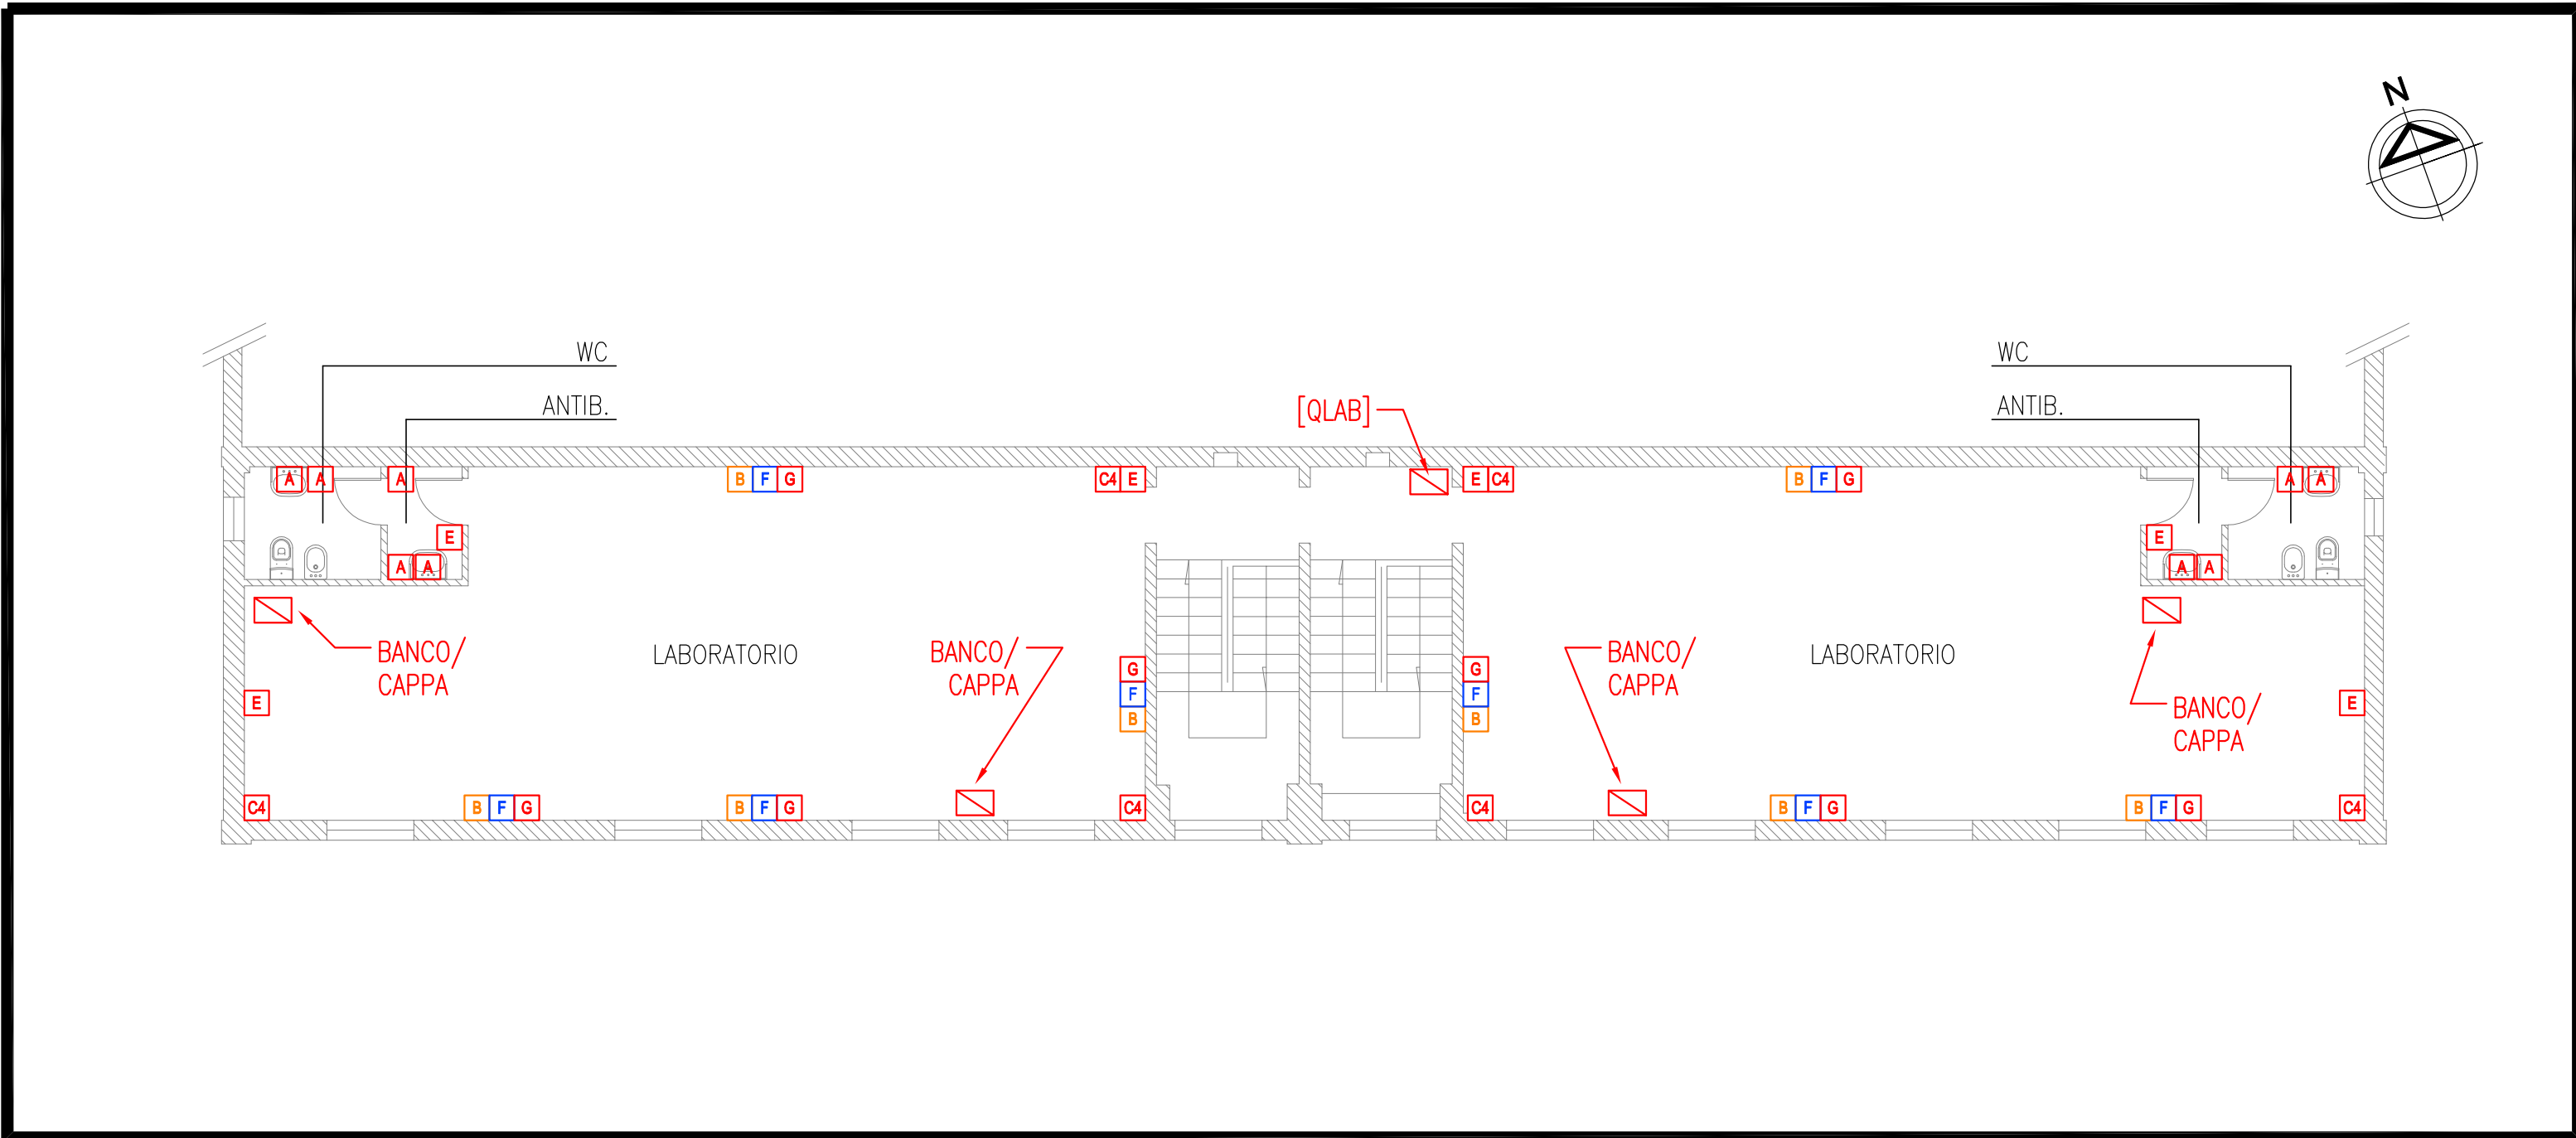 N
WC
WC
ANTIB.
[QLAB]
ANTIB.
A A A
B F G
C4 E
E C4
B F G
A A
E
E
A A
A A
BANCO/
CAPPA
LABORATORIO
BANCO/
CAPPA
BANCO/
CAPPA
LABORATORIO
BANCO/
CAPPA
G
F
B
G
F
B
E
E
C4
B F G
B F G
C4
C4
B F G
B F G
C4